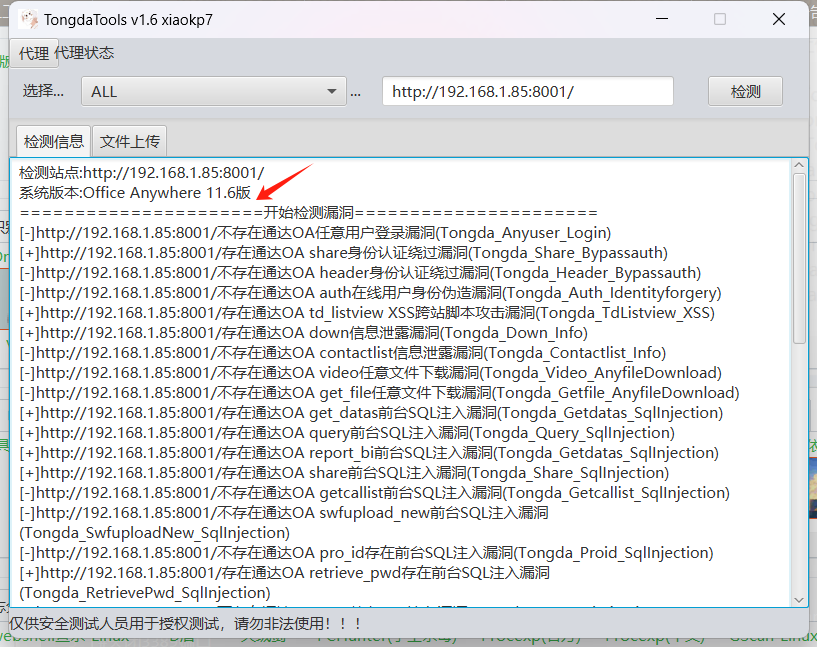 TongdaTools v1.6 xiaokp7
代理 代理状态
选择... ALL ... http://192.168.1.85:8001/ 检测
检测信息 文件上传
检测站点:http://192.168.1.85:8001/
系统版本:Office Anywhere 11.6版
======================开始检测漏洞======================
[-]http://192.168.1.85:8001/不存在通达OA任意用户登录漏洞(Tongda_Anyuser_Login)
[+]http://192.168.1.85:8001/存在通达OA share身份认证绕过漏洞(Tongda_Share_Bypassauth)
[-]http://192.168.1.85:8001/不存在通达OA header身份认证绕过漏洞(Tongda_Header_Bypassauth)
[-]http://192.168.1.85:8001/不存在通达OA auth在线用户身份伪造漏洞(Tongda_Auth_Identityforgery)
[+]http://192.168.1.85:8001/存在通达OA td_listview XSS跨站脚本攻击漏洞(Tongda_TdListview_XSS)
[+]http://192.168.1.85:8001/存在通达OA down信息泄露漏洞(Tongda_Down_Info)
[-]http://192.168.1.85:8001/不存在通达OA contactlist信息泄露漏洞(Tongda_Contactlist_Info)
[-]http://192.168.1.85:8001/不存在通达OA video任意文件下载漏洞(Tongda_Video_AnyfileDownload)
[-]http://192.168.1.85:8001/不存在通达OA get_file任意文件下载漏洞(Tongda_Getfile_AnyfileDownload)
[+]http://192.168.1.85:8001/存在通达OA get_datas前台SQL注入漏洞(Tongda_Getdatas_SqlInjection)
[+]http://192.168.1.85:8001/存在通达OA query前台SQL注入漏洞(Tongda_Query_SqlInjection)
[+]http://192.168.1.85:8001/存在通达OA report_bi前台SQL注入漏洞(Tongda_Getdatas_SqlInjection)
[+]http://192.168.1.85:8001/存在通达OA share前台SQL注入漏洞(Tongda_Share_SqlInjection)
[-]http://192.168.1.85:8001/不存在通达OA getcallist前台SQL注入漏洞(Tongda_Getcallist_SqlInjection)
[-]http://192.168.1.85:8001/不存在通达OA swfupload_new前台SQL注入漏洞
(Tongda_SwfuploadNew_SqlInjection)
[-]http://192.168.1.85:8001/不存在通达OA pro_id存在前台SQL注入漏洞(Tongda_Proid_SqlInjection)
[+]http://192.168.1.85:8001/存在通达OA retrieve_pwd存在前台SQL注入漏洞
(Tongda_RetrievePwd_SqlInjection)
仅供安全测试人员用于授权测试，请勿非法使用！！！